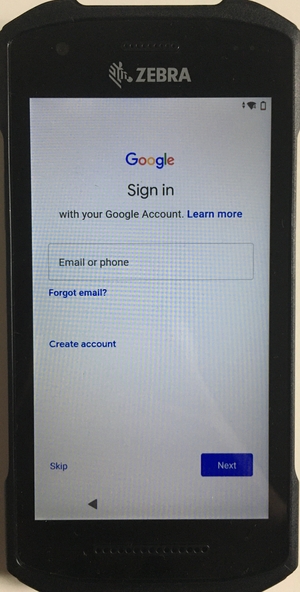 ZEBRA
Google
Sign in
with your Google Account. Learn more
Email or phone
Forgot email?
Create account
Skip
Next